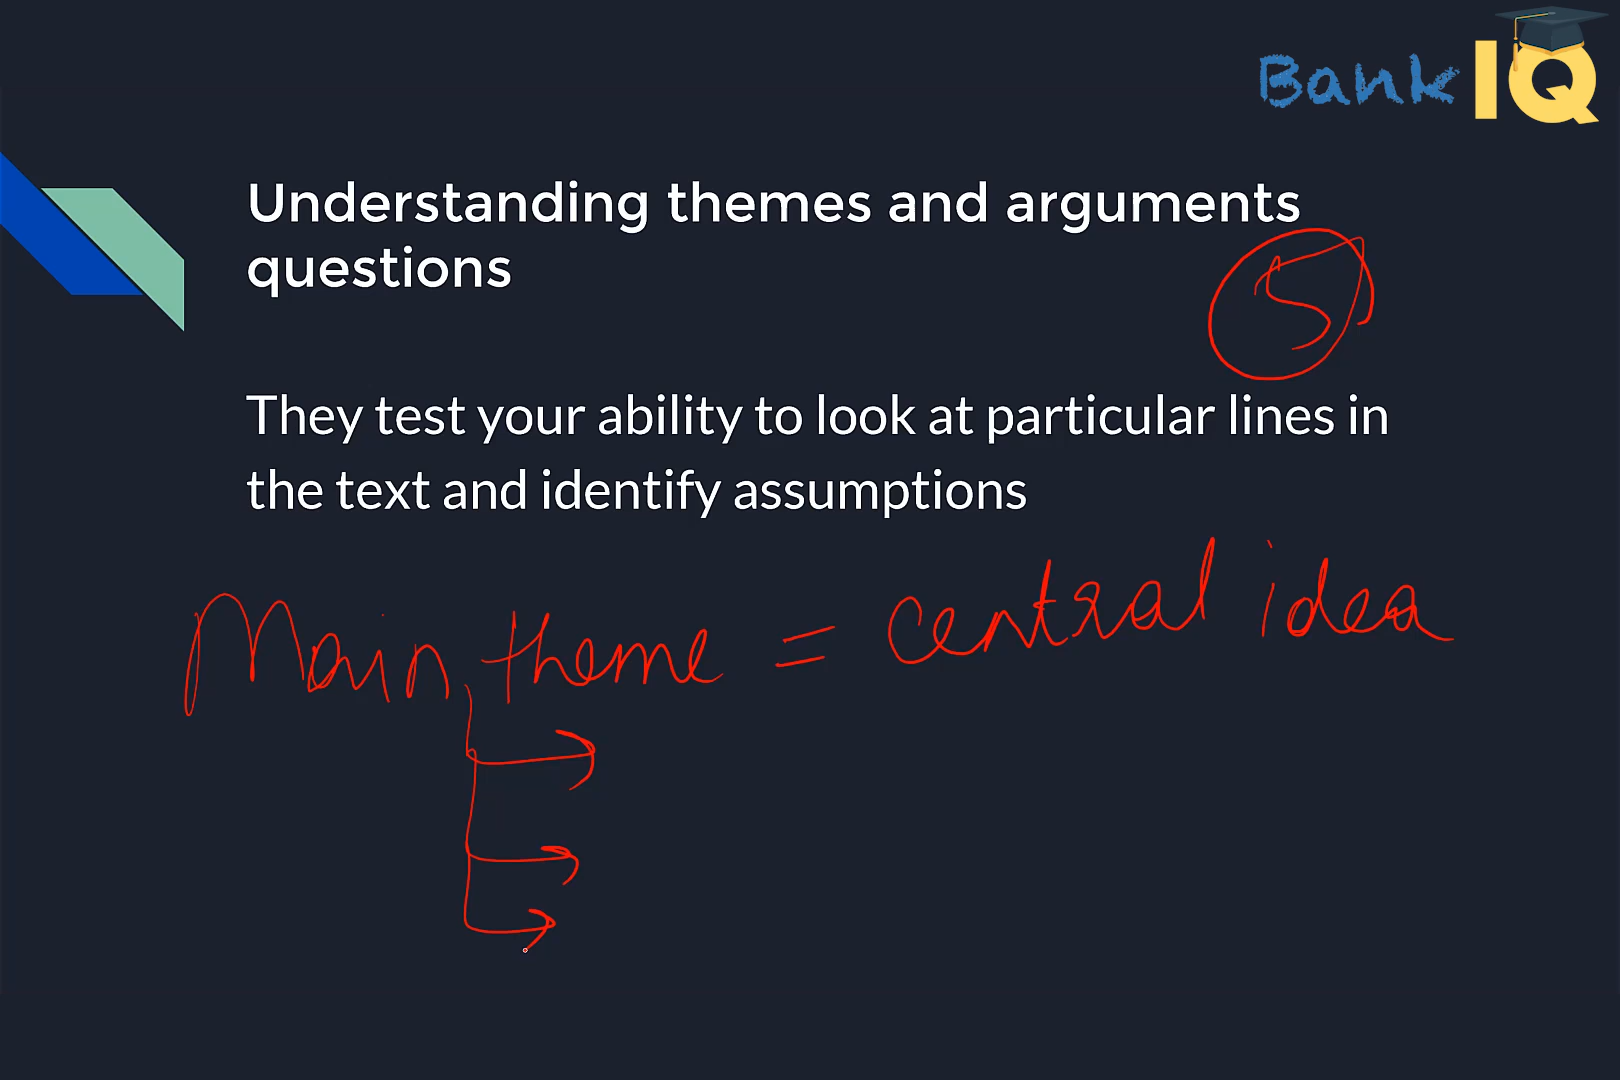 Bank IQ
Understanding themes and arguments
questions
5
They test your ability to look at particular lines in
the text and identify assumptions
Main theme = central idea